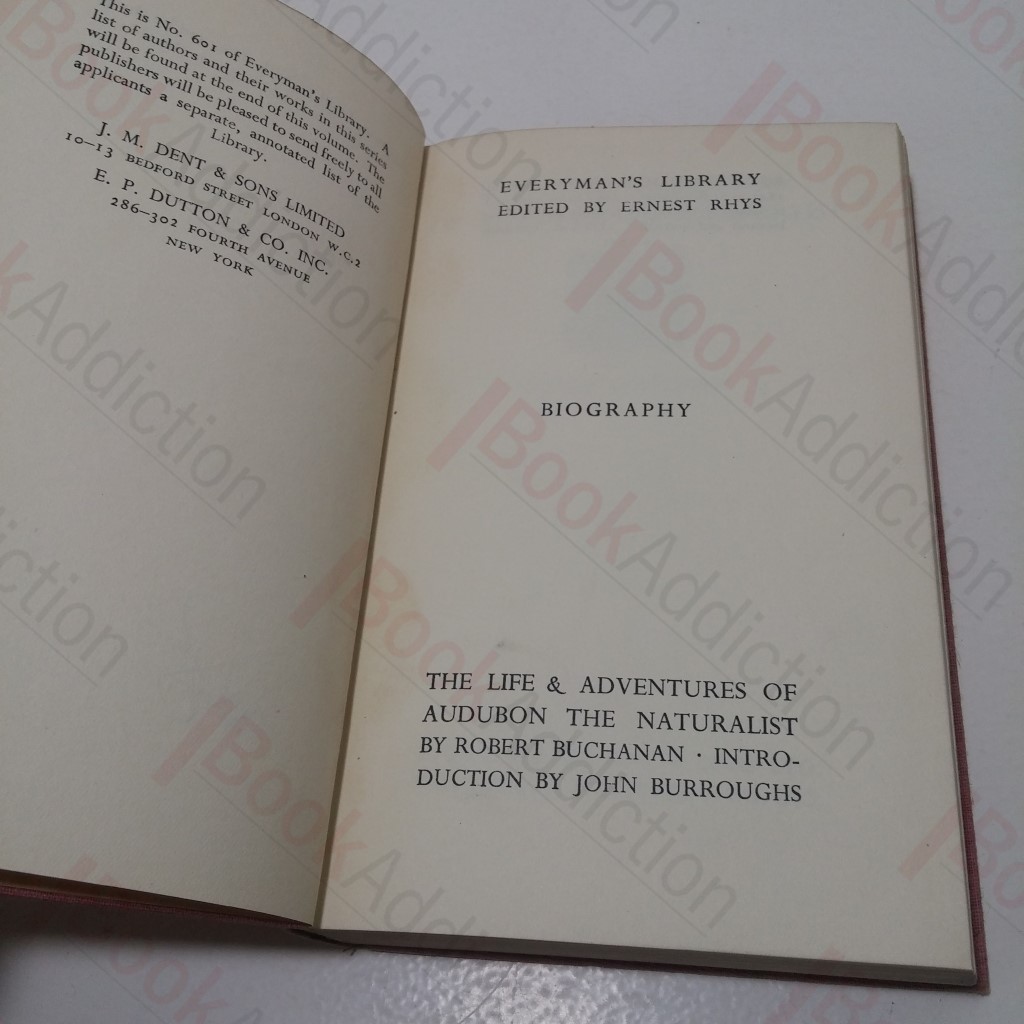 This is No. 601 of Everyman's Library. A
list of authors and their works in this series
will be found at the end of this volume. The
publishers will be pleased to send freely to all
applicants a separate, annotated list of the
Library.
J. M. DENT & SONS LIMITED
10–13 BEDFORD STREET LONDON W.C.2
E. P. DUTTON & CO. INC.
286–302 FOURTH AVENUE
NEW YORK
EVERYMAN'S LIBRARY
EDITED BY ERNEST RHYS
BIOGRAPHY
THE LIFE & ADVENTURES OF
AUDUBON THE NATURALIST
BY ROBERT BUCHANAN · INTRO-
DUCTION BY JOHN BURROUGHS
BookAddiction